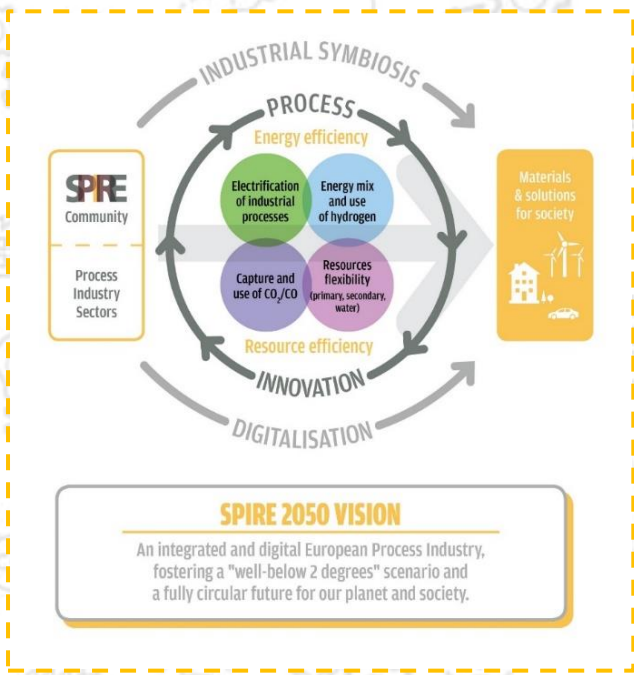 INDUSTRIAL SYMBIOSIS
PROCESS
Energy efficiency
SPIRE
Community
Process
Industry
Sectors
Electrification
of industrial
processes
Energy mix
and use
of hydrogen
Capture and
use of CO₂/CO
Resources
flexibility
(primary, secondary,
water)
Resource efficiency
INNOVATION
DIGITALISATION
Materials
& solutions
for society
SPIRE 2050 VISION
An integrated and digital European Process Industry,
fostering a "well-below 2 degrees" scenario and
a fully circular future for our planet and society.